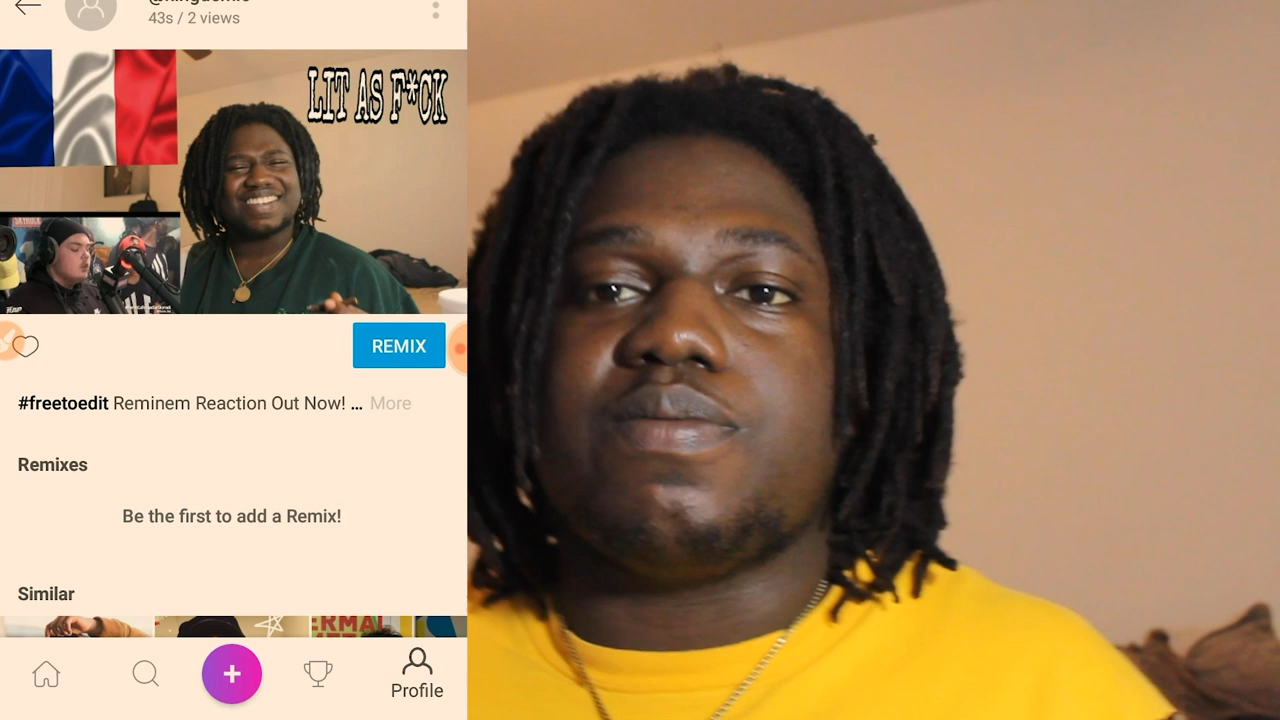 43s / 2 views
LIT AS F*CK
REMIX
#freetoedit Reminem Reaction Out Now! ... More
Remixes
Be the first to add a Remix!
Similar
+
Profile